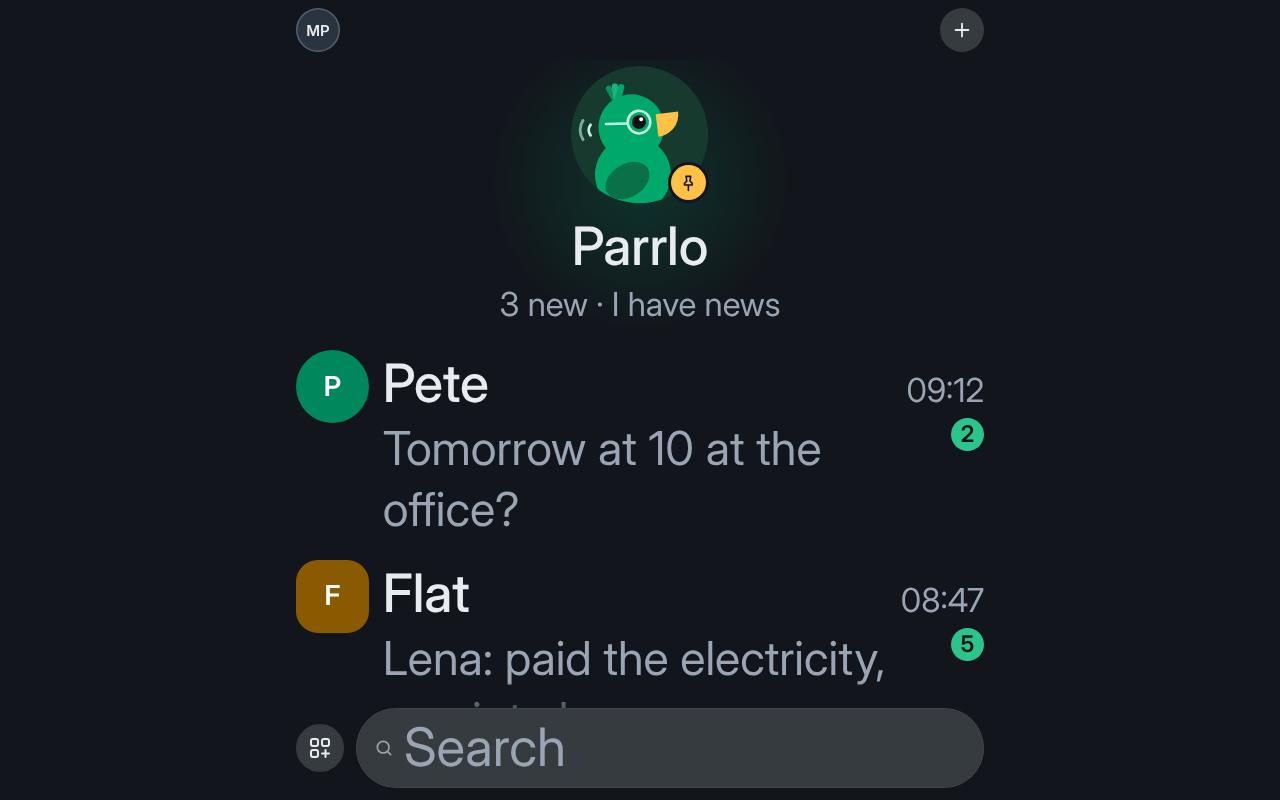 MP
Parrlo
3 new · I have news
P
Pete
09:12
Tomorrow at 10 at the
2
office?
F
Flat
08:47
Lena: paid the electricity,
5
Search